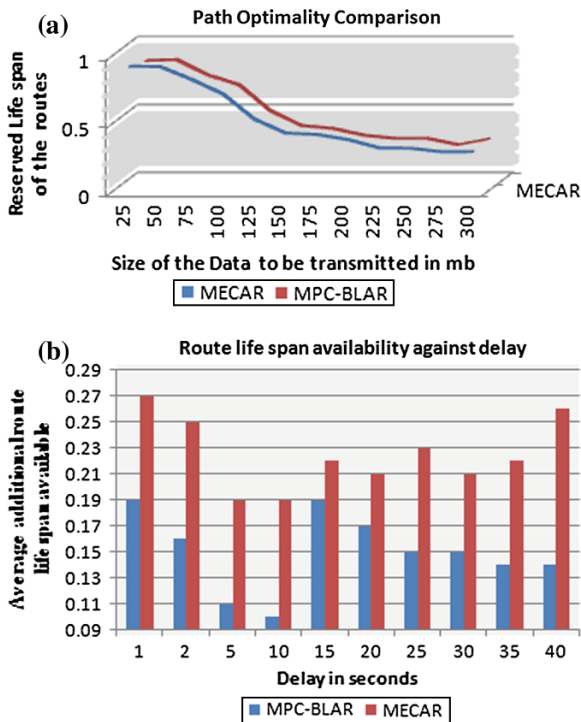 (a)
Path Optimality Comparison
Reserved Life span
of the routes
1
0.5
0
25 50 75 100 125 150 175 200 225 250 275 300
MECAR
Size of the Data to be transmitted in mb
MECAR MPC-BLAR
(b)
Route life span availability against delay
Average additional route
life span available
0.29
0.27
0.25
0.23
0.21
0.19
0.17
0.15
0.13
0.11
0.09
1 2 5 10 15 20 25 30 35 40
Delay in seconds
MPC-BLAR MECAR